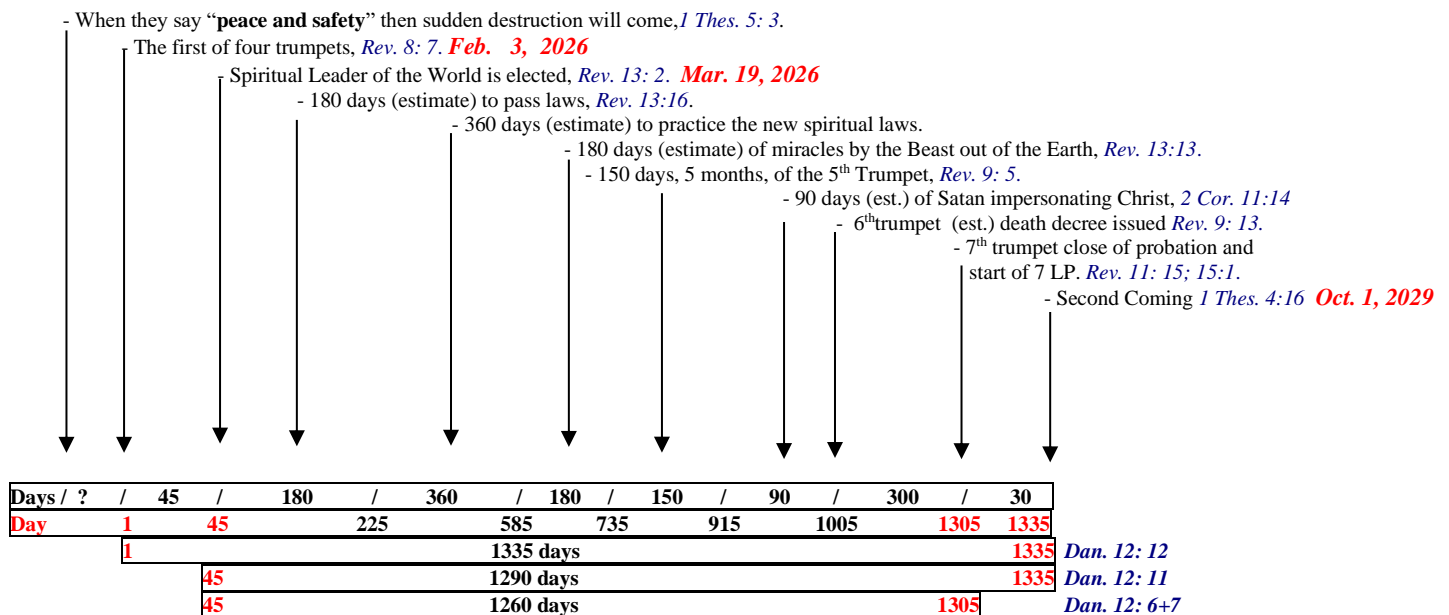 - When they say “peace and safety” then sudden destruction will come,1 Thes. 5: 3.
- The first of four trumpets, Rev. 8: 7. Feb. 3, 2026
- Spiritual Leader of the World is elected, Rev. 13: 2. Mar. 19, 2026
- 180 days (estimate) to pass laws, Rev. 13:16.
- 360 days (estimate) to practice the new spiritual laws.
- 180 days (estimate) of miracles by the Beast out of the Earth, Rev. 13:13.
- 150 days, 5 months, of the 5th Trumpet, Rev. 9: 5.
- 90 days (est.) of Satan impersonating Christ, 2 Cor. 11:14
- 6thtrumpet (est.) death decree issued Rev. 9: 13.
- 7th trumpet close of probation and
start of 7 LP. Rev. 11: 15; 15:1.
- Second Coming 1 Thes. 4:16 Oct. 1, 2029
Days / ? / 45 / 180 / 360 / 180 / 150 / 90 / 300 / 30
Day 1 45 225 585 735 915 1005 1305 1335
1 1335 days 1335 Dan. 12: 12
45 1290 days 1335 Dan. 12: 11
45 1260 days 1305 Dan. 12: 6+7